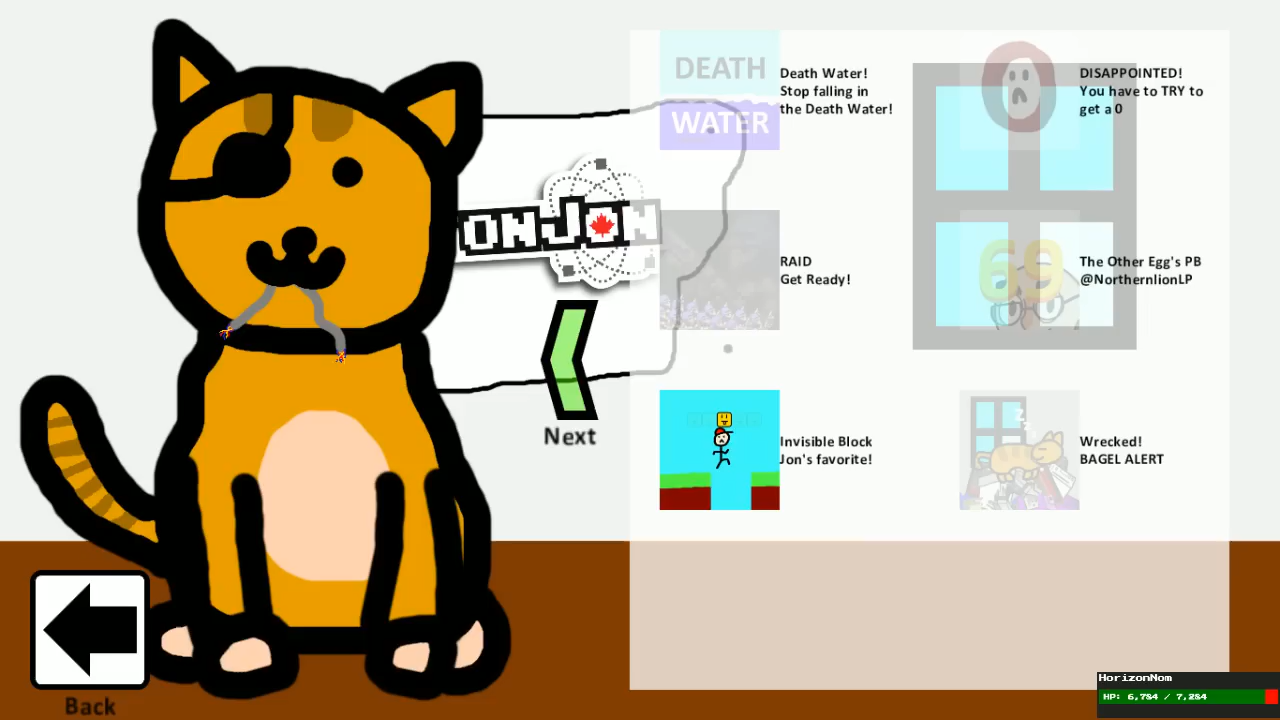 DEATH
WATER
Death Water!
Stop falling in
the Death Water!
DISAPPOINTED!
You have to TRY to
get a 0
ONJON
RAID
Get Ready!
69
The Other Egg's PB
@NorthernlionLP
Next
Invisible Block
Jon's favorite!
Z
Z
Wrecked!
BAGEL ALERT
Back
HorizonNom
HP: 6,784 / 7,284